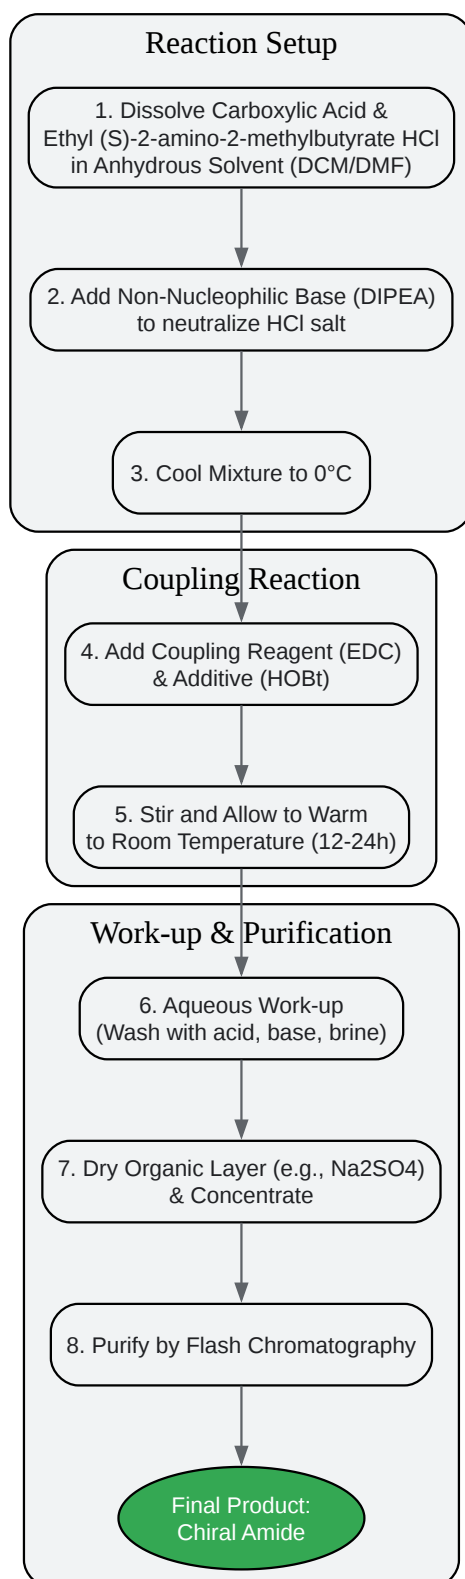 Reaction Setup
1. Dissolve Carboxylic Acid &
Ethyl (S)-2-amino-2-methylbutyrate HCl
in Anhydrous Solvent (DCM/DMF)
2. Add Non-Nucleophilic Base (DIPEA)
to neutralize HCl salt
3. Cool Mixture to 0°C
Coupling Reaction
4. Add Coupling Reagent (EDC)
& Additive (HOBt)
5. Stir and Allow to Warm
to Room Temperature (12-24h)
Work-up & Purification
6. Aqueous Work-up
(Wash with acid, base, brine)
7. Dry Organic Layer (e.g., Na2SO4)
& Concentrate
8. Purify by Flash Chromatography
Final Product:
Chiral Amide